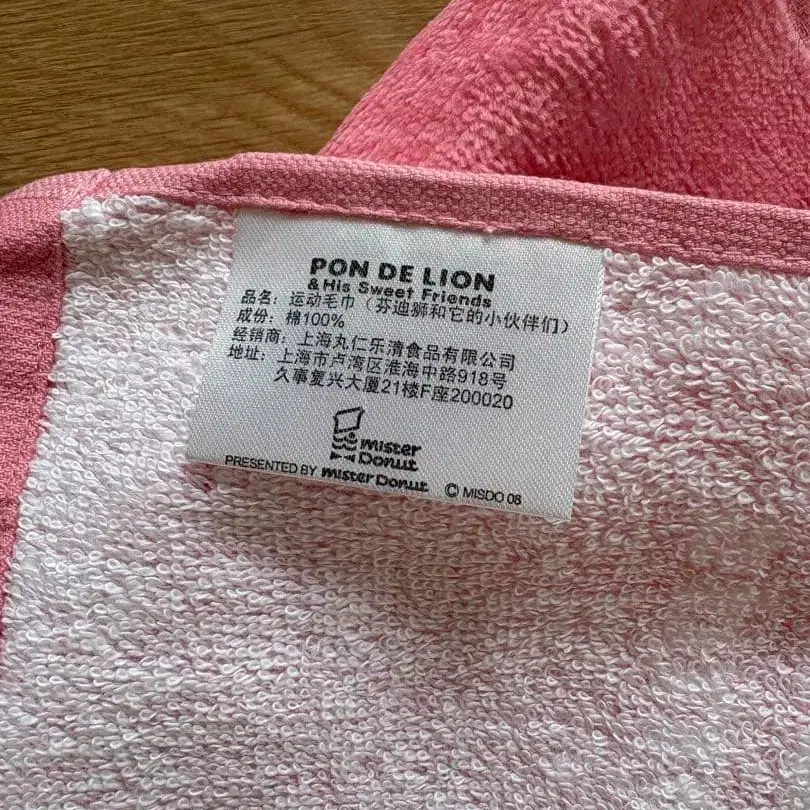 PON DE LION
& His Sweet Friends
品名：运动毛巾（芬迪狮和它的小伙伴们）
成份：棉100%
经销商：上海丸仁乐清食品有限公司
地址：上海市卢湾区淮海中路918号
久事复兴大厦21楼F座200020
mister
Donut
PRESENTED BY mister Donut © MISDO 08